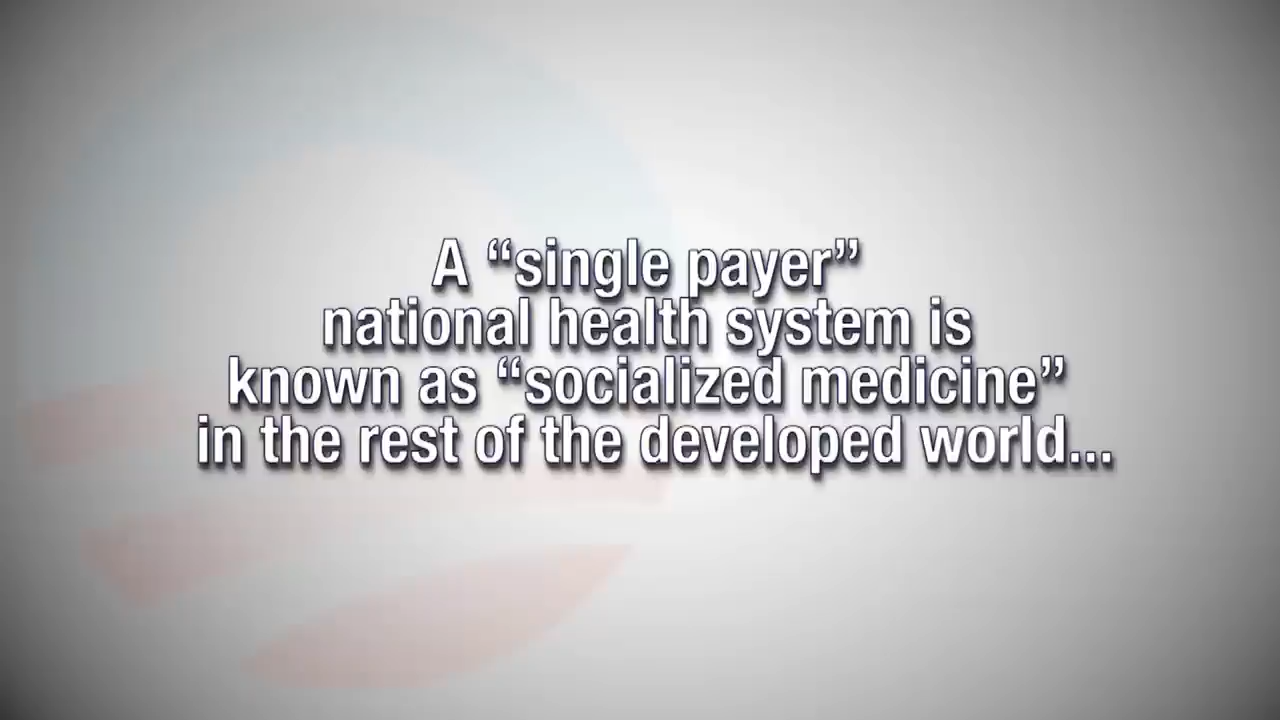 A “single payer”
national health system is
known as “socialized medicine”
in the rest of the developed world...